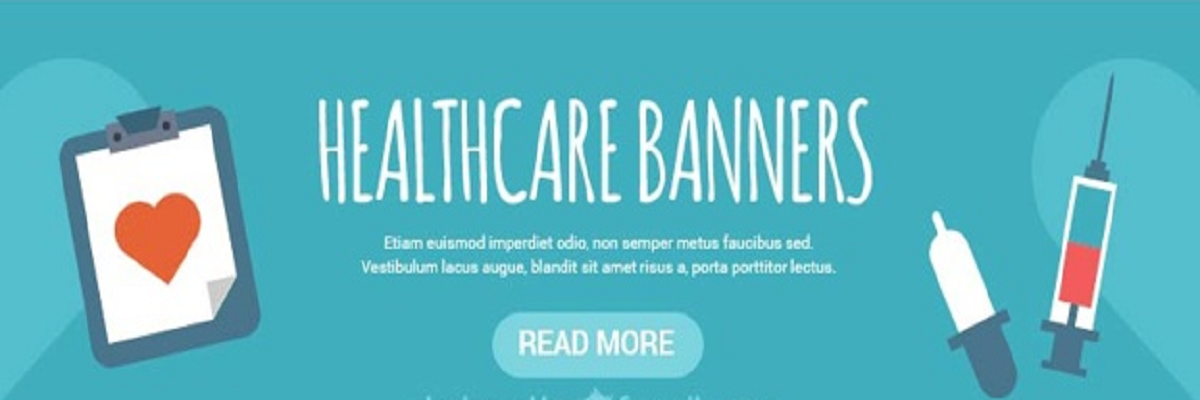 HEALTHCARE BANNERS
Etiam euismod imperdiet odio, non semper metus faucibus sed.
Vestibulum lacus augue, blandit sit amet risus a, porta porttitor lectus.
READ MORE